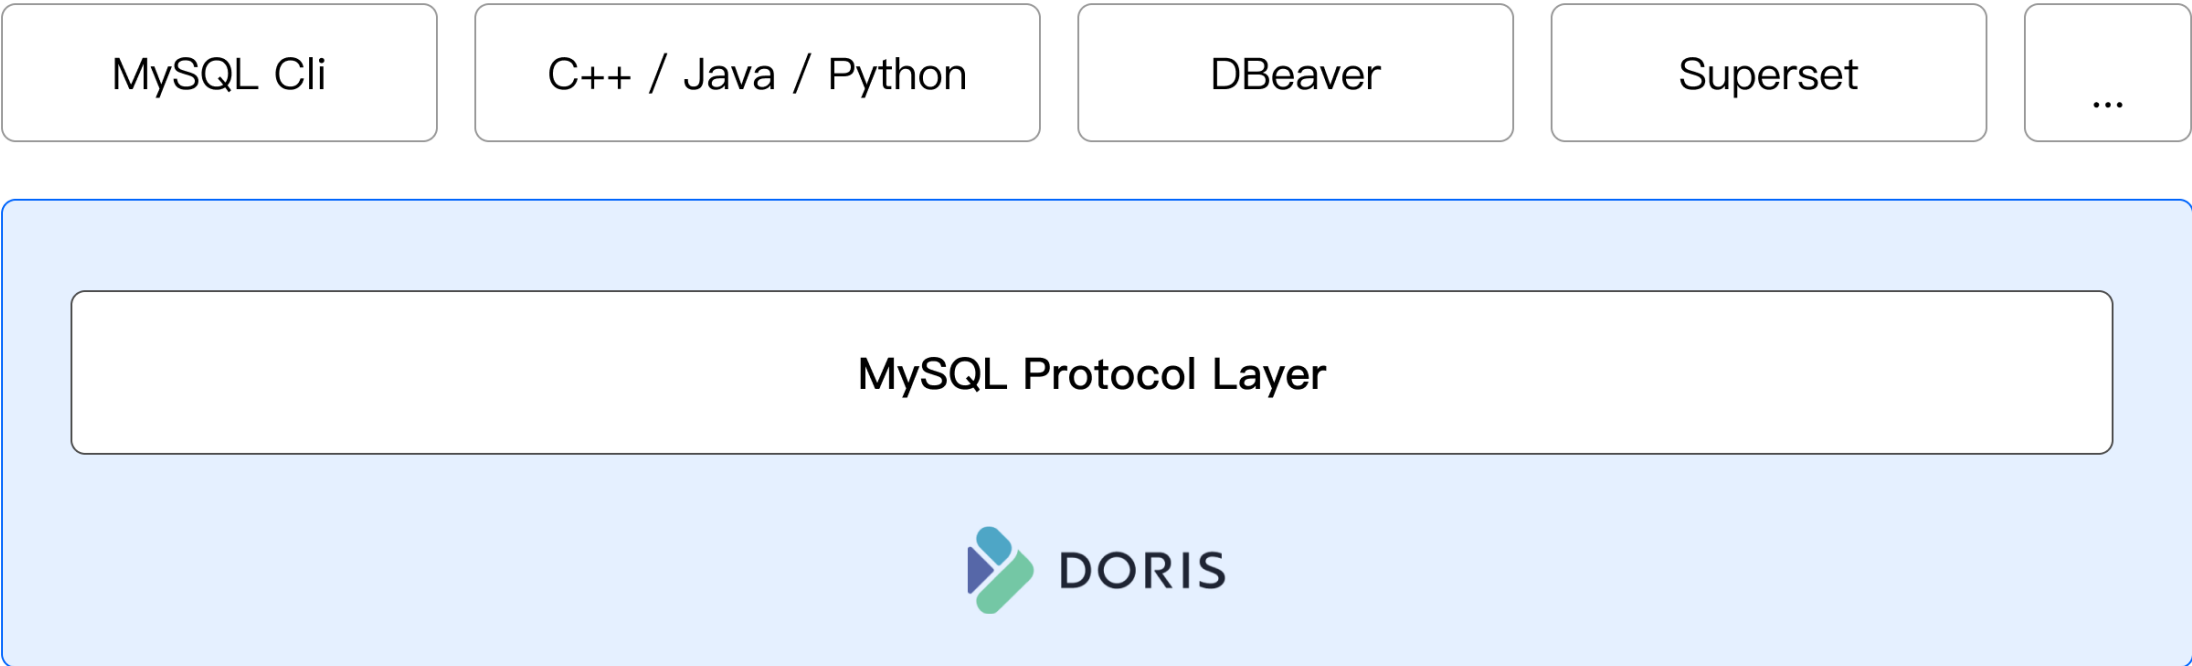 MySQL Cli
C++ / Java / Python
DBeaver
Superset
...
MySQL Protocol Layer
DORIS